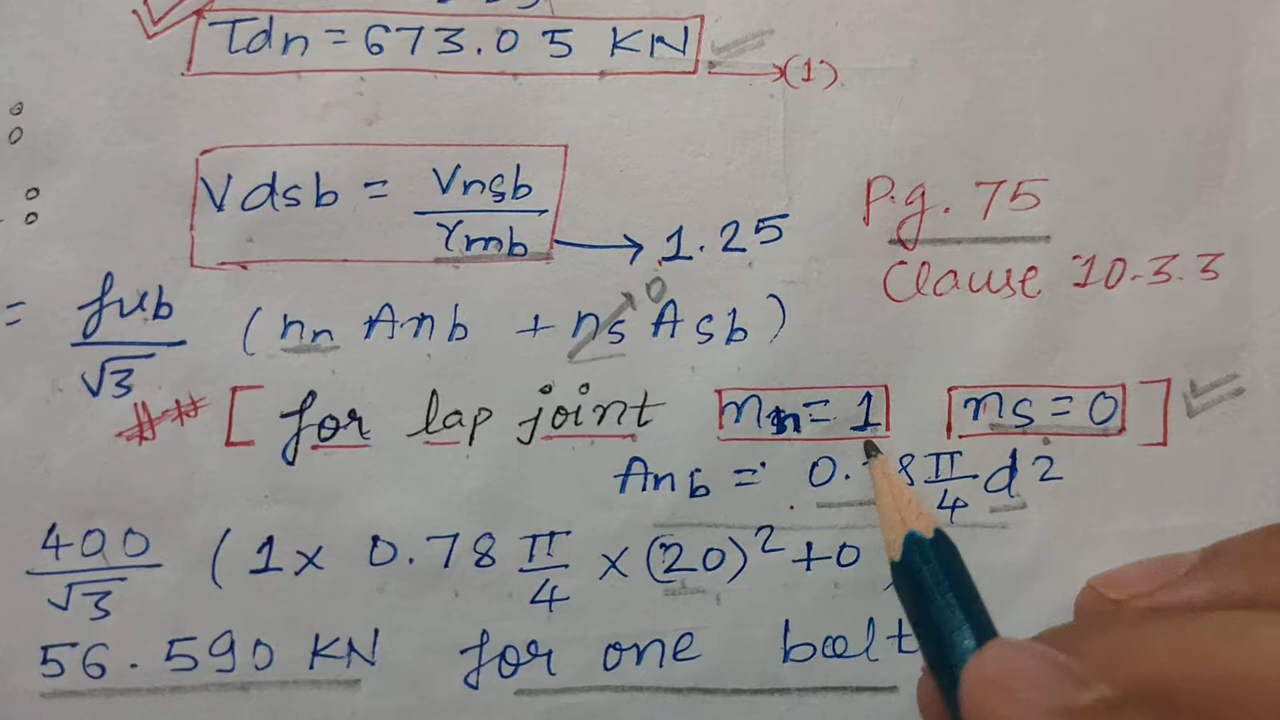 Tdn = 673.05 KN
→(1)
Vdsb = Vnsb / γmb → 1.25
P.g. 75
Clause 10.3.3
= fub / √3 (nn Anb + ns Asb)
0
## [for lap joint nn = 1 ns = 0]
Anb = 0.78 π/4 d2
400/√3 (1 x 0.78 π/4 x (20)² + 0
56.590 KN for one bolt